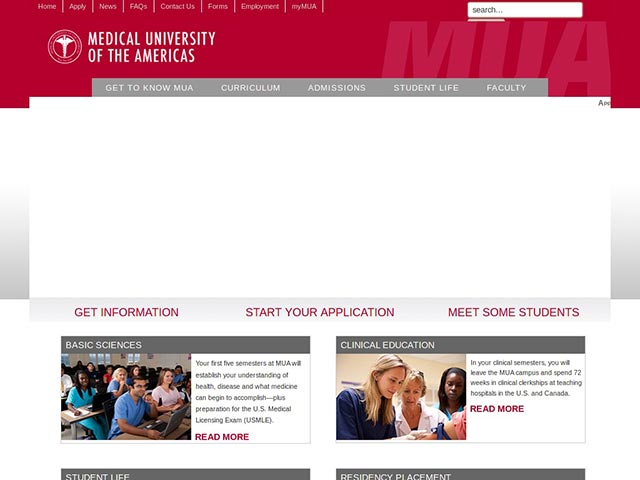 Home Apply News FAQs Contact Us Forms Employment myMUA
search...
MEDICAL UNIVERSITY
OF THE AMERICAS
MUA
GET TO KNOW MUA CURRICULUM ADMISSIONS STUDENT LIFE FACULTY
GET INFORMATION START YOUR APPLICATION MEET SOME STUDENTS
BASIC SCIENCES
Your first five semesters at MUA will
establish your understanding of
health, disease and what medicine
can begin to accomplish—plus
preparation for the U.S. Medical
Licensing Exam (USMLE).
READ MORE
CLINICAL EDUCATION
In your clinical semesters, you will
leave the MUA campus and spend 72
weeks in clinical clerkships at teaching
hospitals in the U.S. and Canada.
READ MORE
STUDENT LIFE
RESIDENCY PLACEMENT